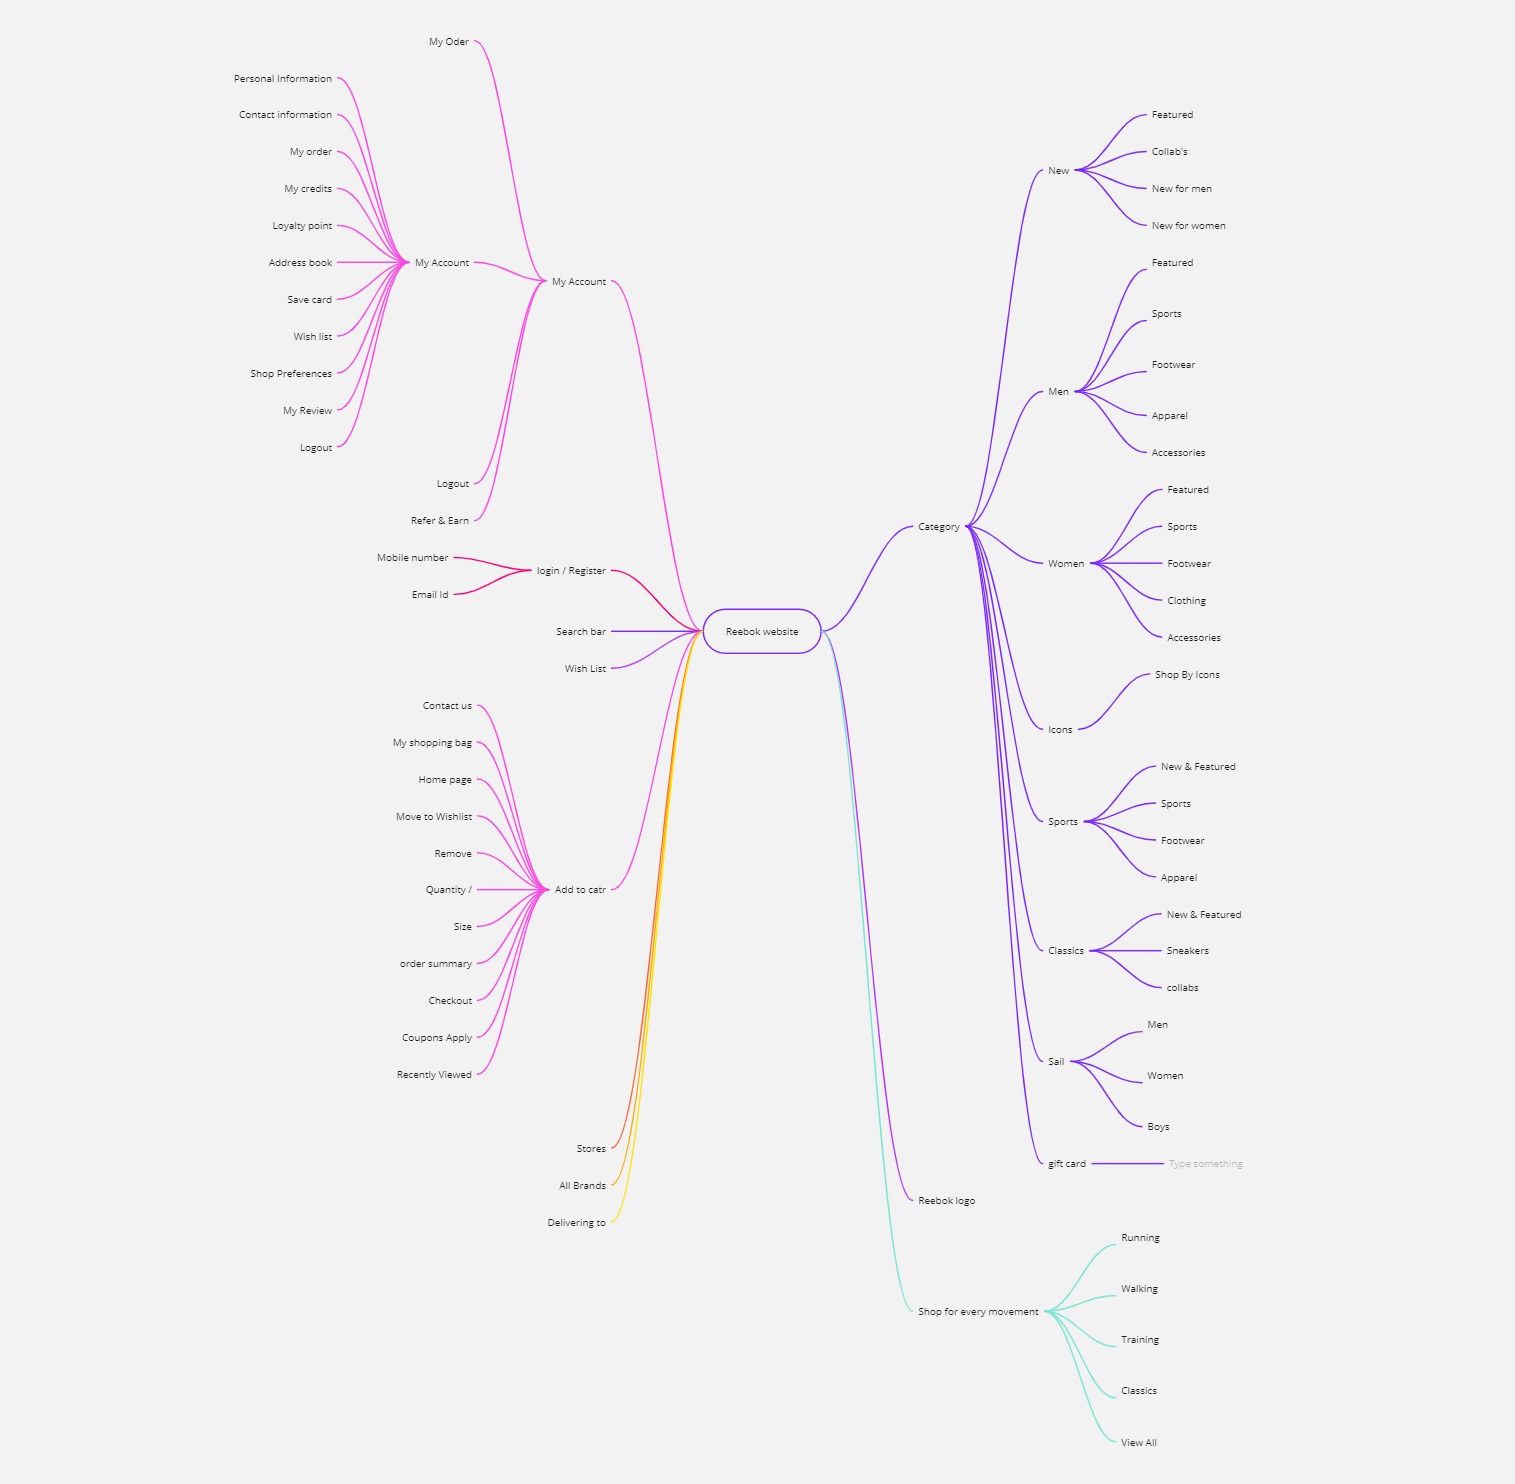 My Oder
Personal Information
Contact information
My order
My credits
Loyalty point
Address book
Save card
Wish list
Shop Preferences
My Review
Logout
My Account
My Account
Logout
Refer & Earn
Mobile number
Email Id
login / Register
Search bar
Wish List
Contact us
My shopping bag
Home page
Move to Wishlist
Remove
Quantity /
Size
order summary
Checkout
Coupons Apply
Recently Viewed
Add to catr
Stores
All Brands
Delivering to
Reebok website
Category
New
Featured
Collab's
New for men
New for women
Men
Featured
Sports
Footwear
Apparel
Accessories
Women
Featured
Sports
Footwear
Clothing
Accessories
Icons
Shop By Icons
Sports
New & Featured
Sports
Footwear
Apparel
Classics
New & Featured
Sneakers
collabs
Sail
Men
Women
Boys
gift card
Type something
Reebok logo
Shop for every movement
Running
Walking
Training
Classics
View All